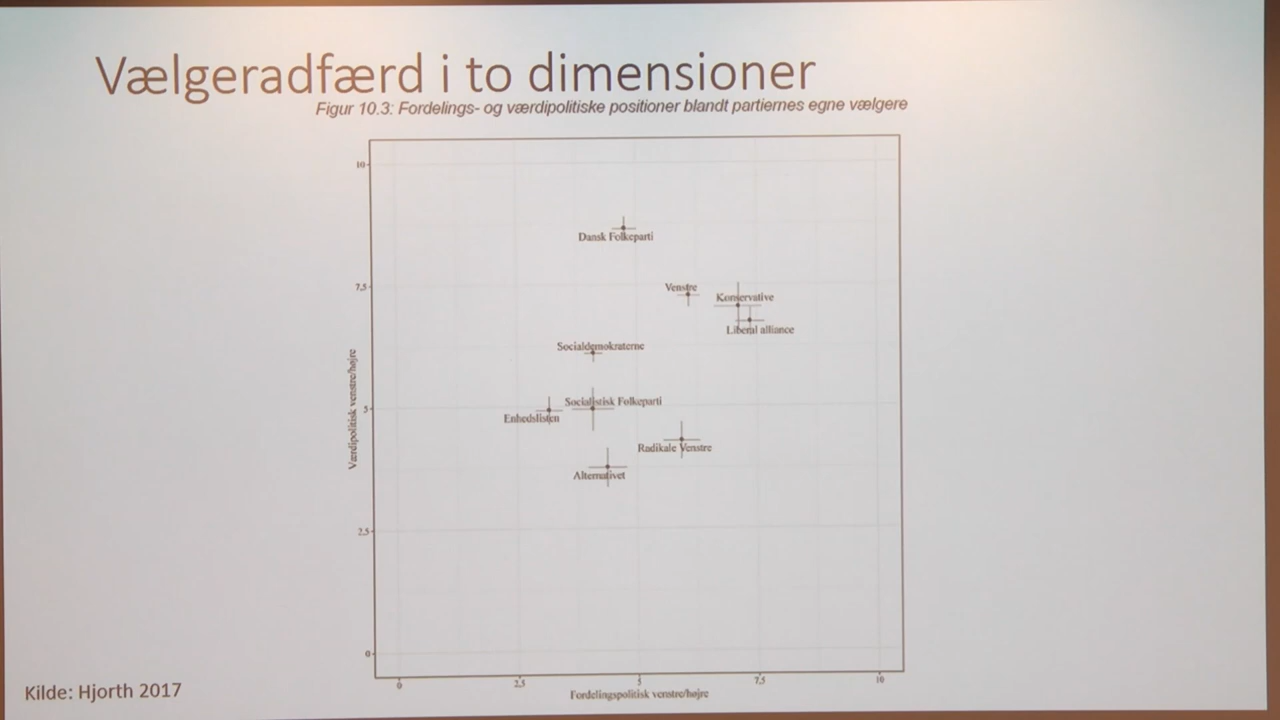 Vælgeradfærd i to dimensioner
Figur 10.3: Fordelings- og værdipolitiske positioner blandt partiernes egne vælgere
10
Dansk Folkeparti
7,5
Venstre
Konservative
Liberal alliance
Socialdemokraterne
Værdipolitisk venstre/højre
5
Socialistisk Folkeparti
Enhedslisten
Radikale Venstre
Alternativet
2,5
0
0
2,5
5
7,5
10
Fordelingspolitisk venstre/højre
Kilde: Hjorth 2017